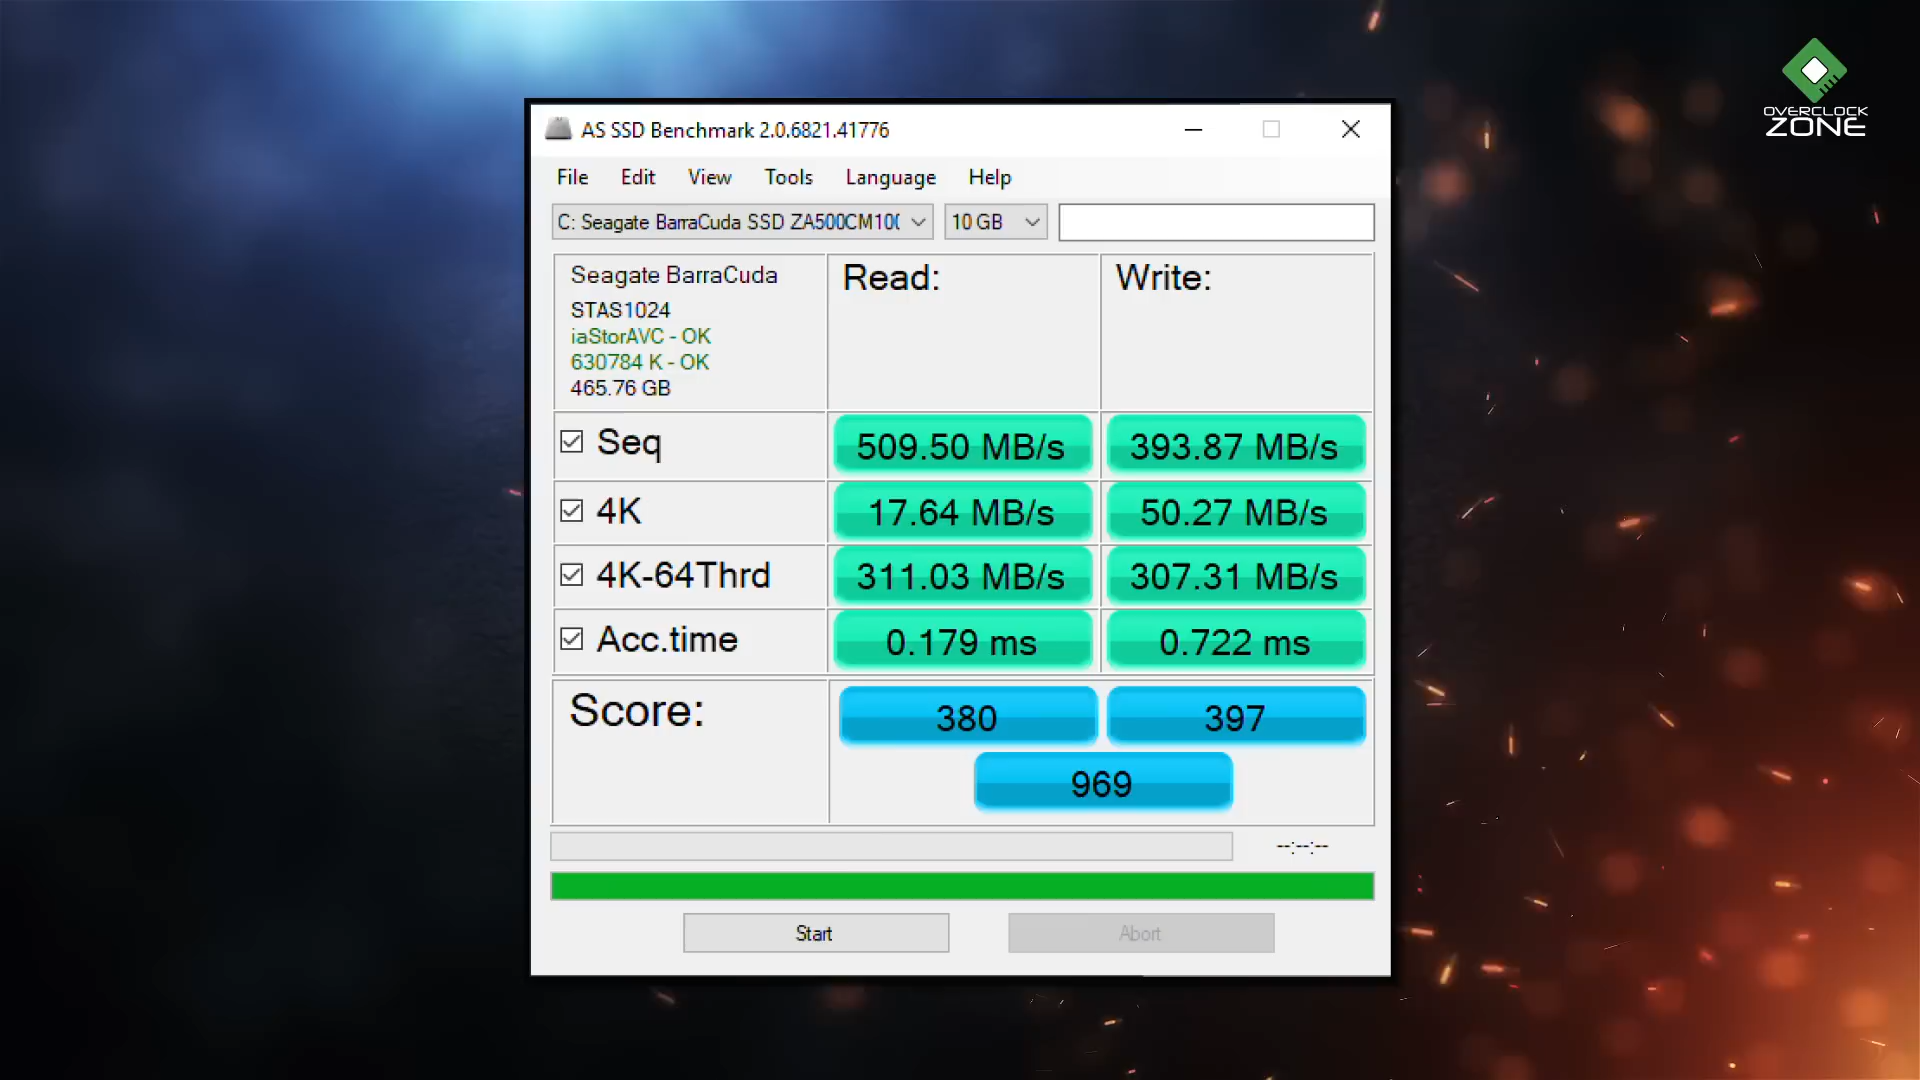 OVERCLOCK
ZONE
AS SSD Benchmark 2.0.6821.41776
File Edit View Tools Language Help
C: Seagate BarraCuda SSD ZA500CM10 10 GB
Seagate BarraCuda
STAS1024
iaStorAVC - OK
630784 K - OK
465.76 GB
Read: Write:
Seq 509.50 MB/s 393.87 MB/s
4K 17.64 MB/s 50.27 MB/s
4K-64Thrd 311.03 MB/s 307.31 MB/s
Acc.time 0.179 ms 0.722 ms
Score: 380 397
969
--:--:--
Start Abort